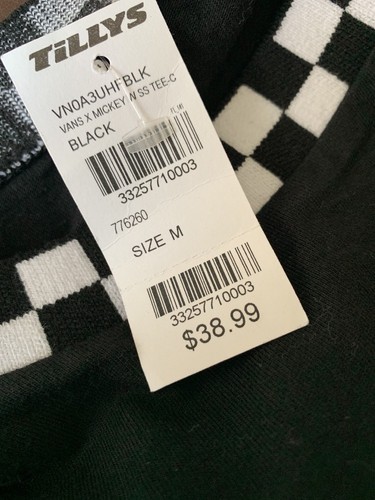 TiLLYS
VN0A3UHFBLK
VANS X MICKEY W SS TEE-C
BLACK
33257710003
776260
SIZE M
33257710003
$38.99